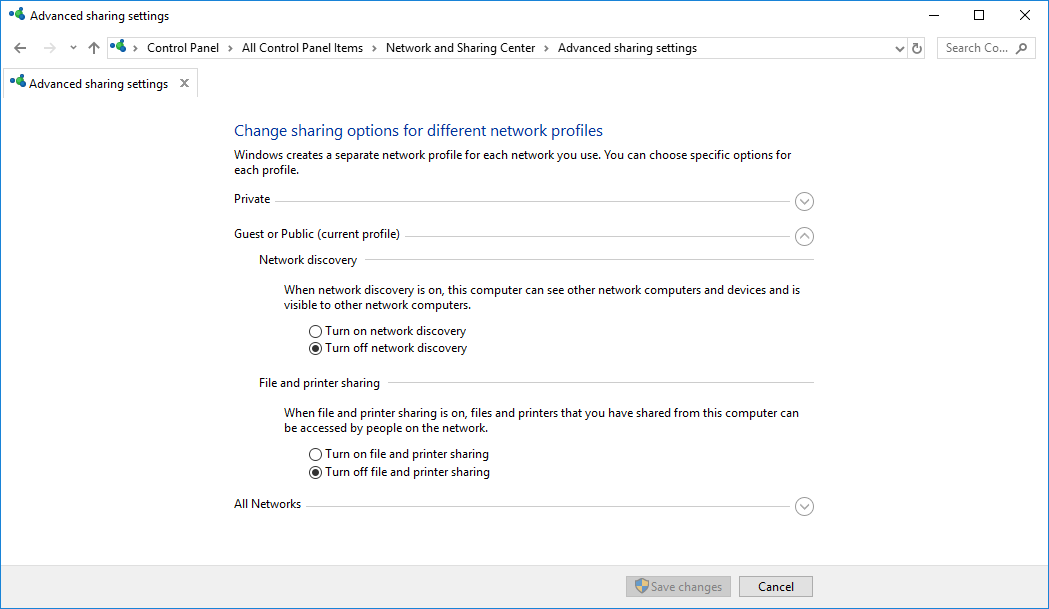 Advanced sharing settings
Control Panel > All Control Panel Items > Network and Sharing Center > Advanced sharing settings
Search Co...
Advanced sharing settings
Change sharing options for different network profiles
Windows creates a separate network profile for each network you use. You can choose specific options for
each profile.
Private
Guest or Public (current profile)
Network discovery
When network discovery is on, this computer can see other network computers and devices and is
visible to other network computers.
Turn on network discovery
Turn off network discovery
File and printer sharing
When file and printer sharing is on, files and printers that you have shared from this computer can
be accessed by people on the network.
Turn on file and printer sharing
Turn off file and printer sharing
All Networks
Save changes
Cancel